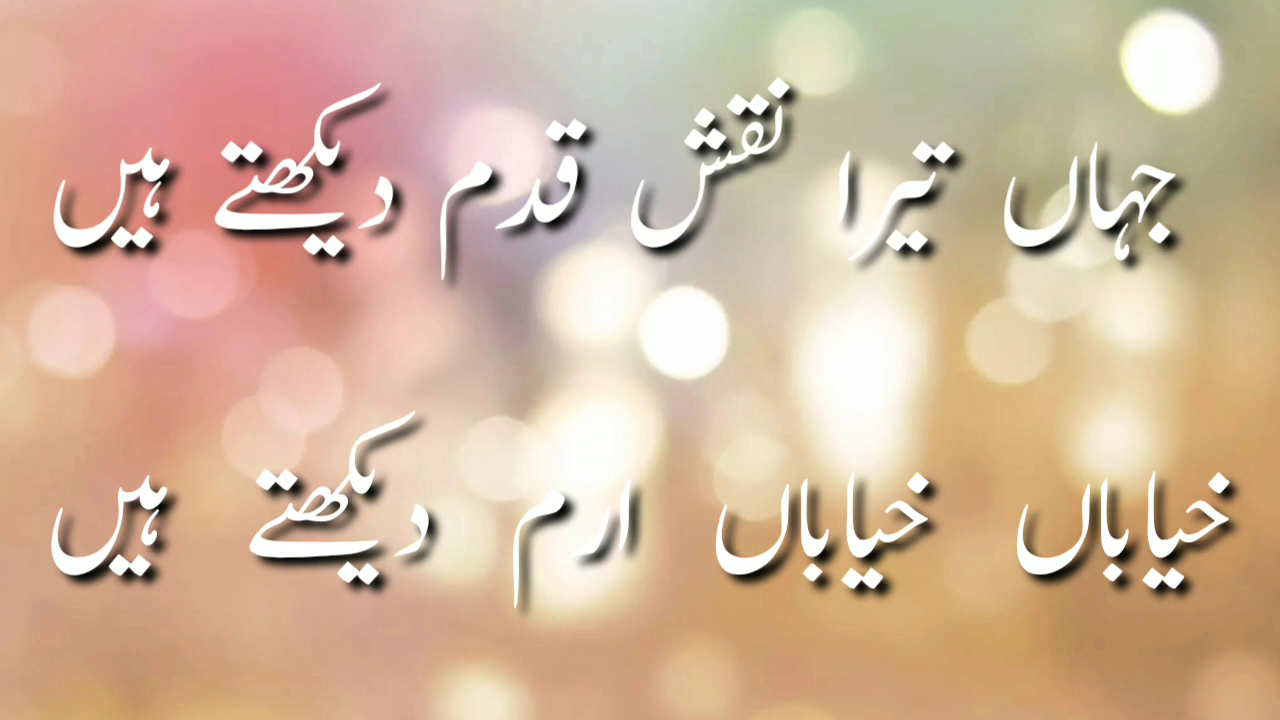 جہاں تیرا نقش قدم دیکھتے ہیں
خیاباں خیاباں ارم دیکھتے ہیں